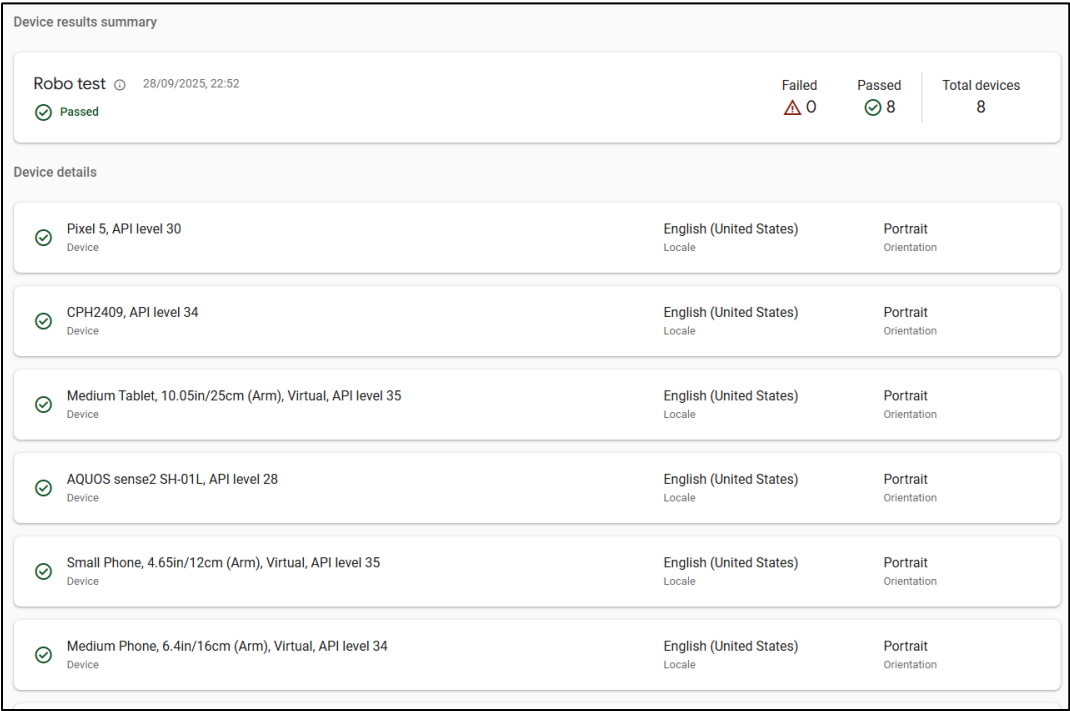 Device results summary
Robo test 28/09/2025, 22:52
Passed
Failed
0
Passed
8
Total devices
8
Device details
Pixel 5, API level 30
Device
English (United States)
Locale
Portrait
Orientation
CPH2409, API level 34
Device
English (United States)
Locale
Portrait
Orientation
Medium Tablet, 10.05in/25cm (Arm), Virtual, API level 35
Device
English (United States)
Locale
Portrait
Orientation
AQUOS sense2 SH-01L, API level 28
Device
English (United States)
Locale
Portrait
Orientation
Small Phone, 4.65in/12cm (Arm), Virtual, API level 35
Device
English (United States)
Locale
Portrait
Orientation
Medium Phone, 6.4in/16cm (Arm), Virtual, API level 34
Device
English (United States)
Locale
Portrait
Orientation